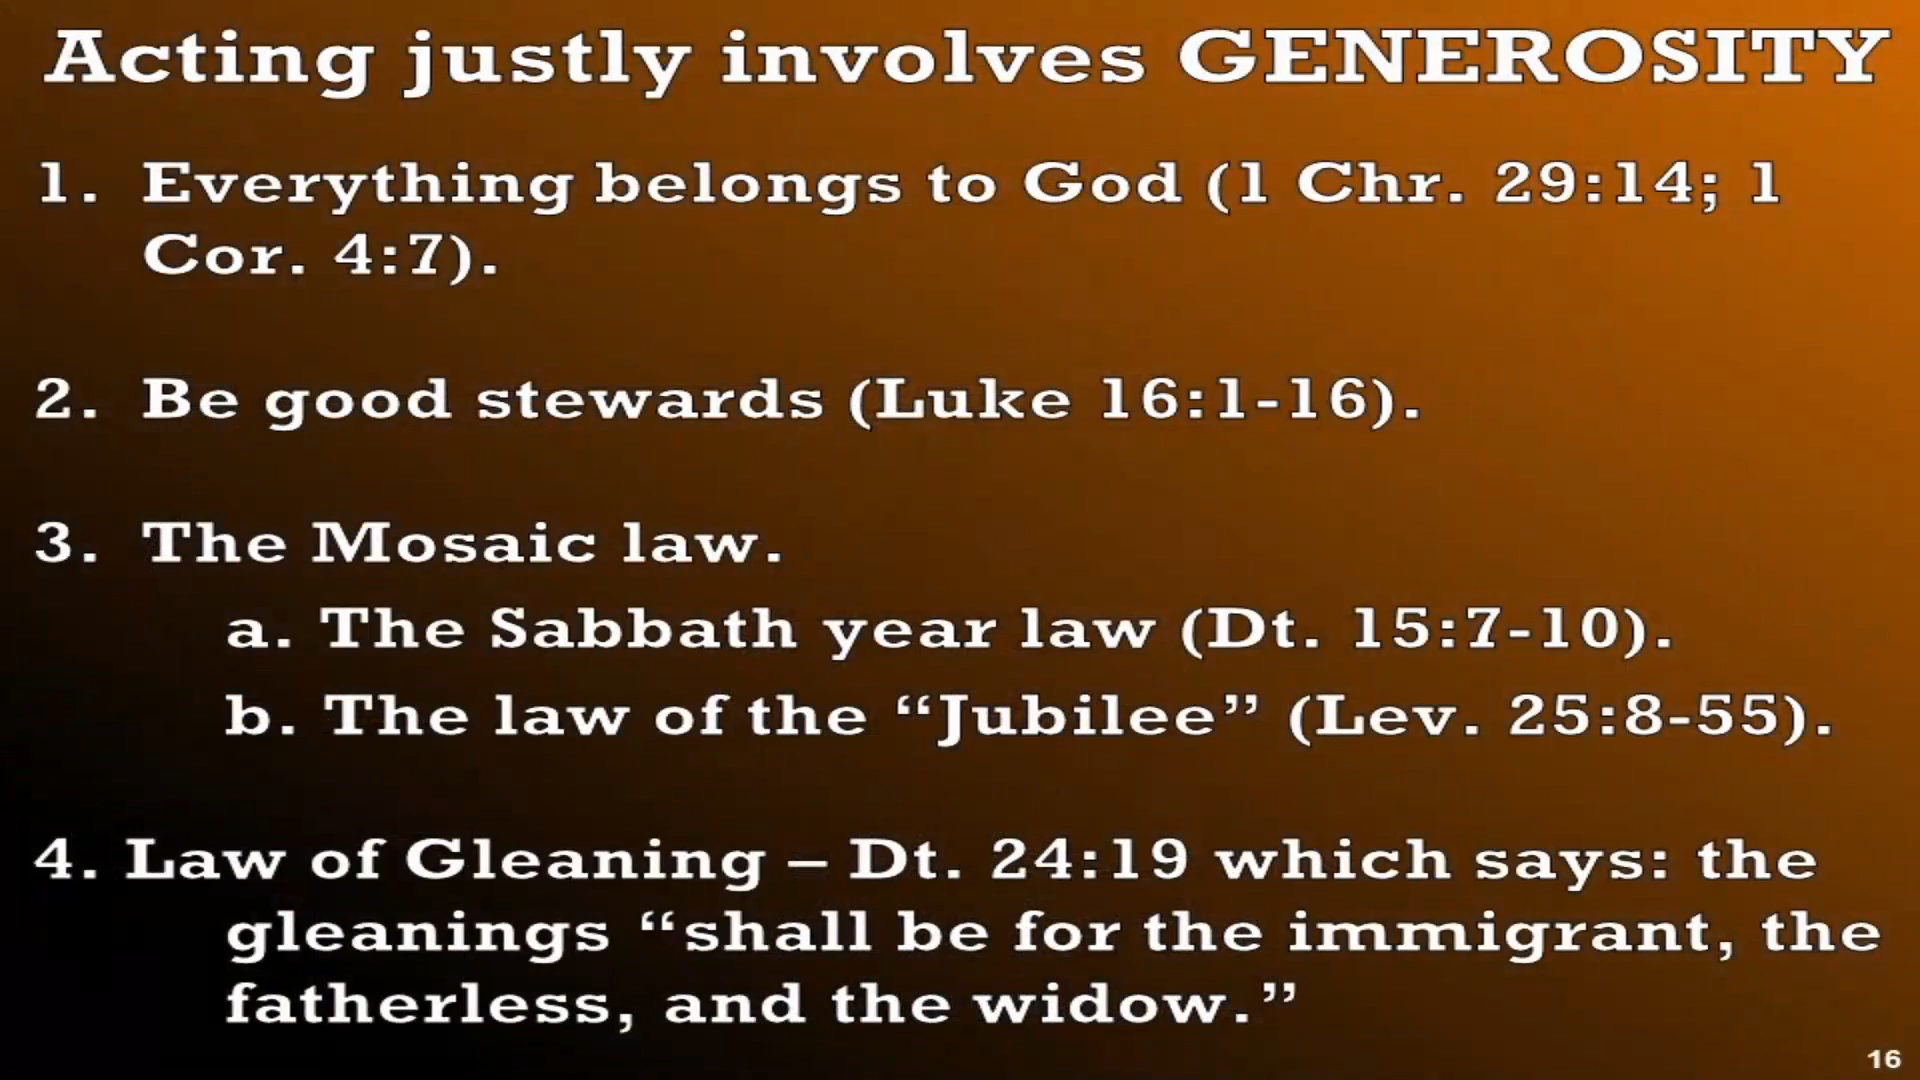 Acting justly involves GENEROSITY
1. Everything belongs to God (1 Chr. 29:14; 1
Cor. 4:7).
2. Be good stewards (Luke 16:1-16).
3. The Mosaic law.
a. The Sabbath year law (Dt. 15:7-10).
b. The law of the “Jubilee” (Lev. 25:8-55).
4. Law of Gleaning – Dt. 24:19 which says: the
gleanings “shall be for the immigrant, the
fatherless, and the widow.”
16